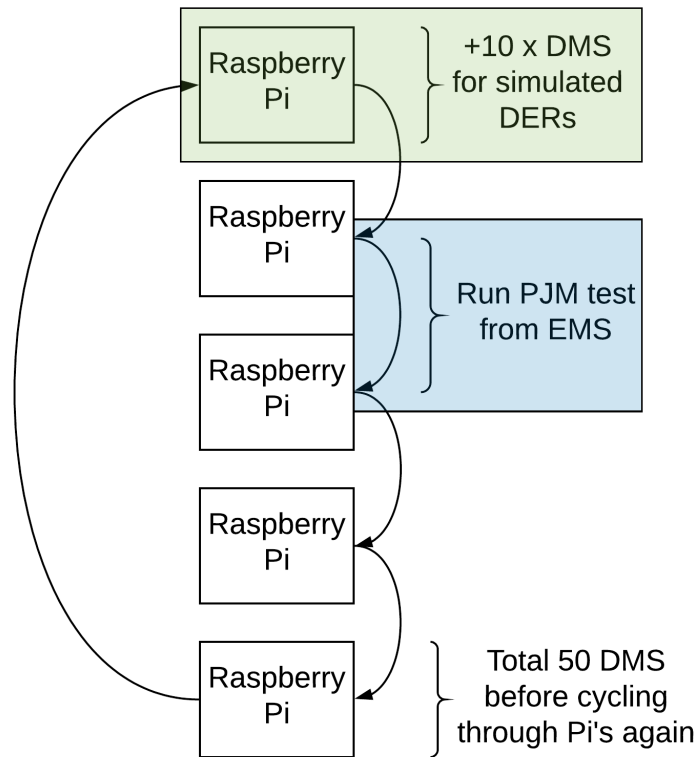 Raspberry
Pi
+10 x DMS
for simulated
DERs
Raspberry
Pi
Run PJM test
from EMS
Raspberry
Pi
Raspberry
Pi
Raspberry
Pi
Total 50 DMS
before cycling
through Pi's again